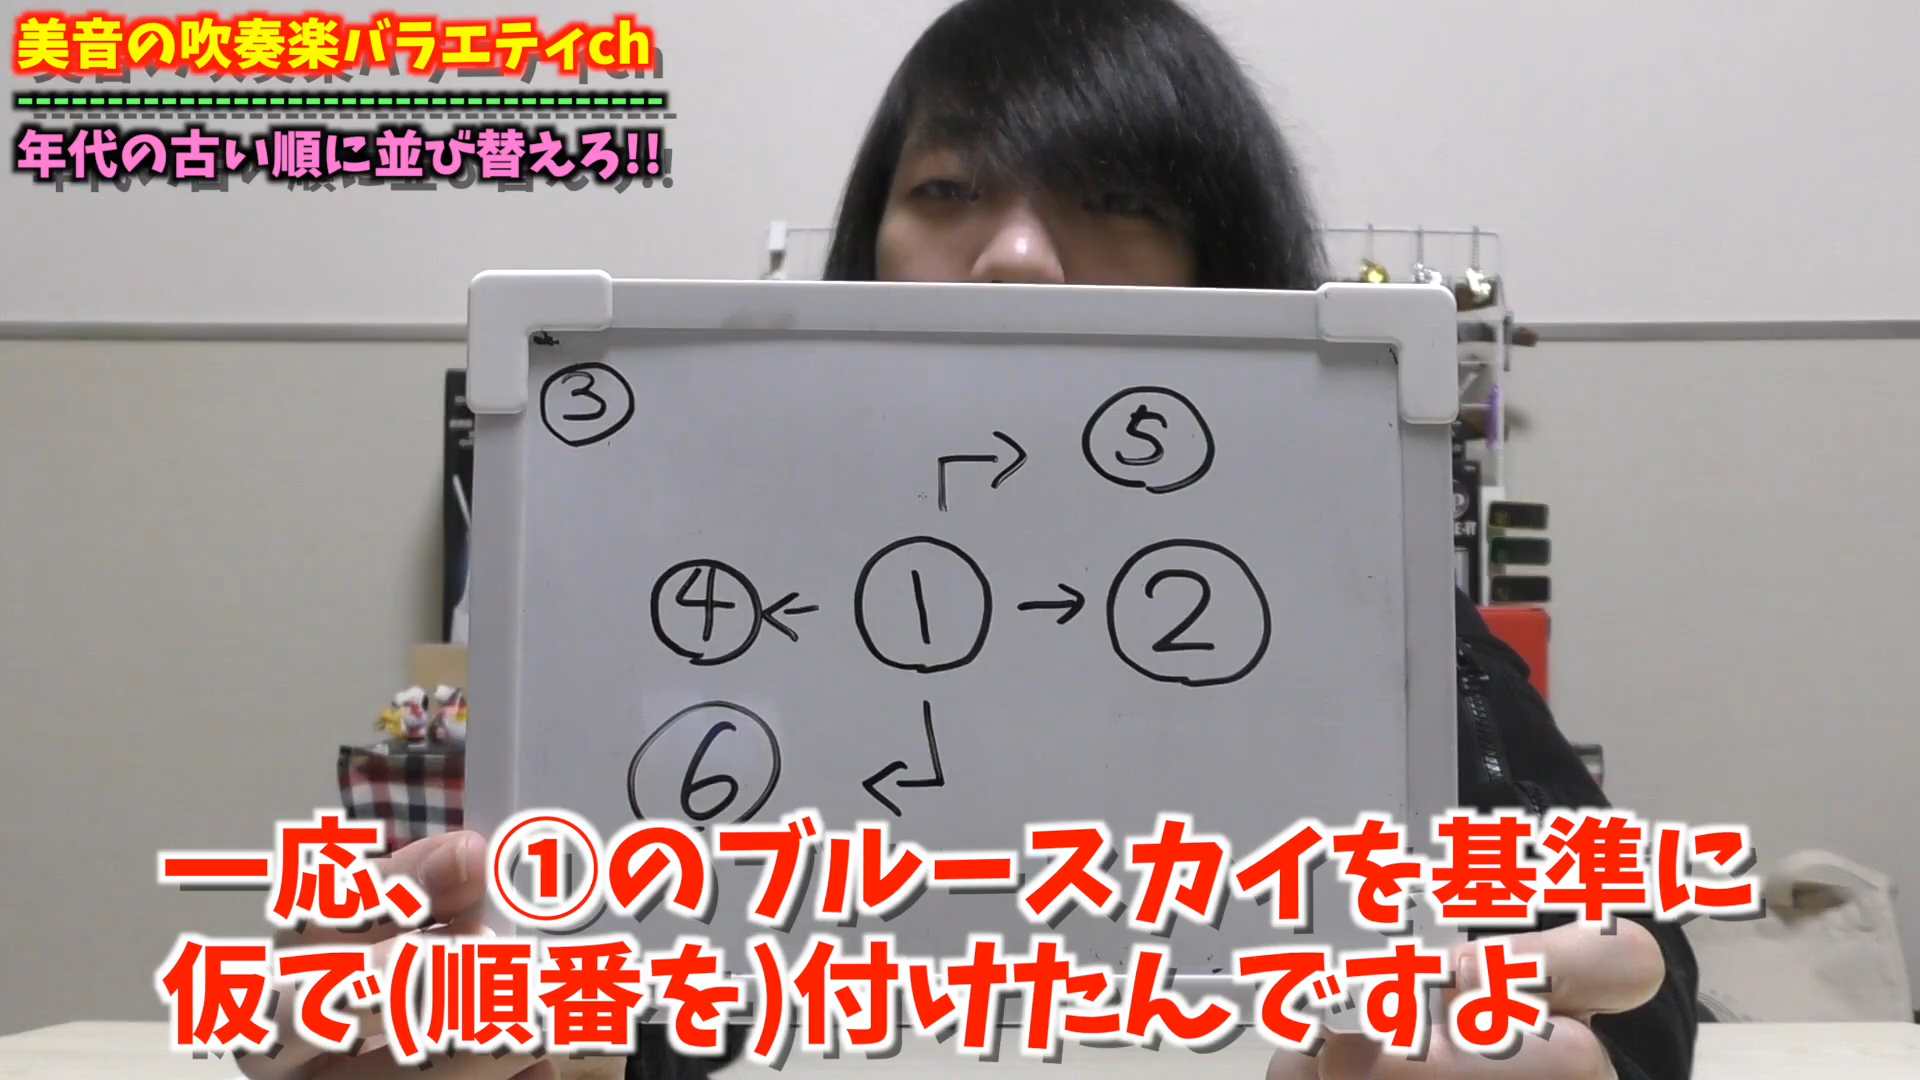 美音の吹奏楽バラエティch
年代の古い順に並び替えろ!!
③
⑤
④ ← ① → ②
⑥
一応、①のブルースカイを基準に
仮で(順番を)付けたんですよ